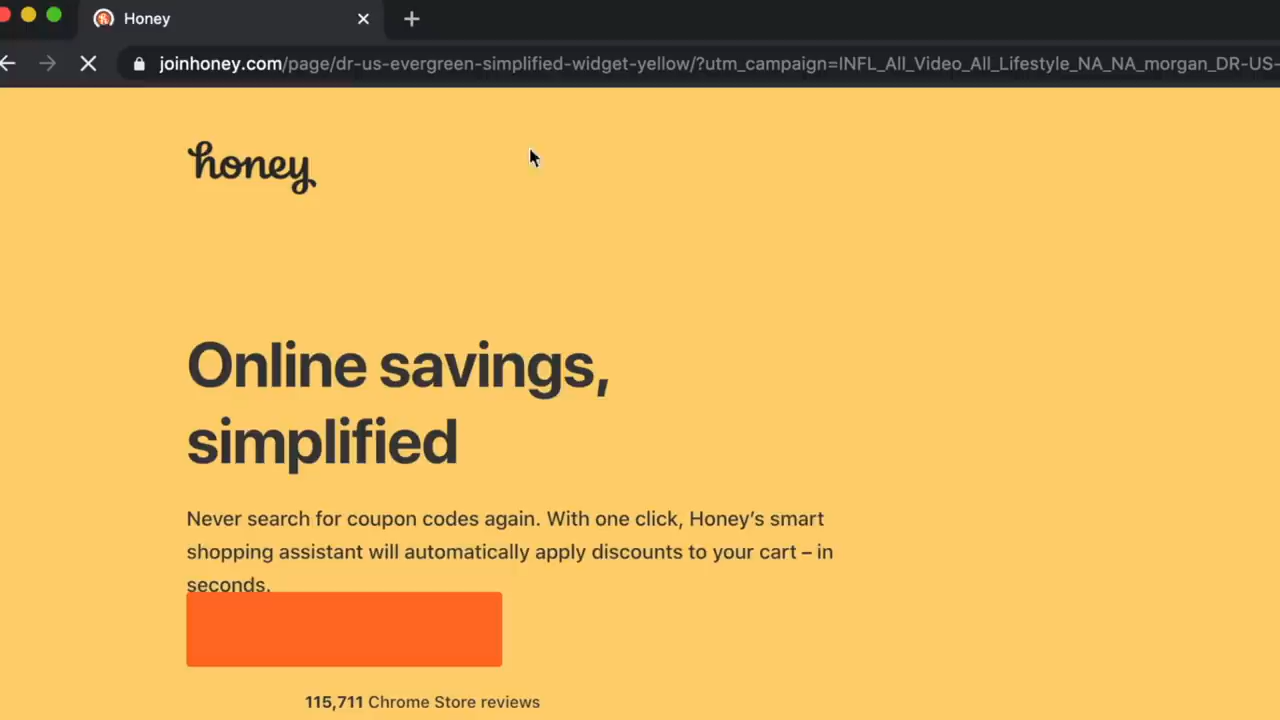 Honey
joinhoney.com/page/dr-us-evergreen-simplified-widget-yellow/?utm_campaign=INFL_All_Video_All_Lifestyle_NA_NA_morgan_DR-US-
honey
Online savings,
simplified
Never search for coupon codes again. With one click, Honey’s smart
shopping assistant will automatically apply discounts to your cart – in
seconds.
115,711 Chrome Store reviews